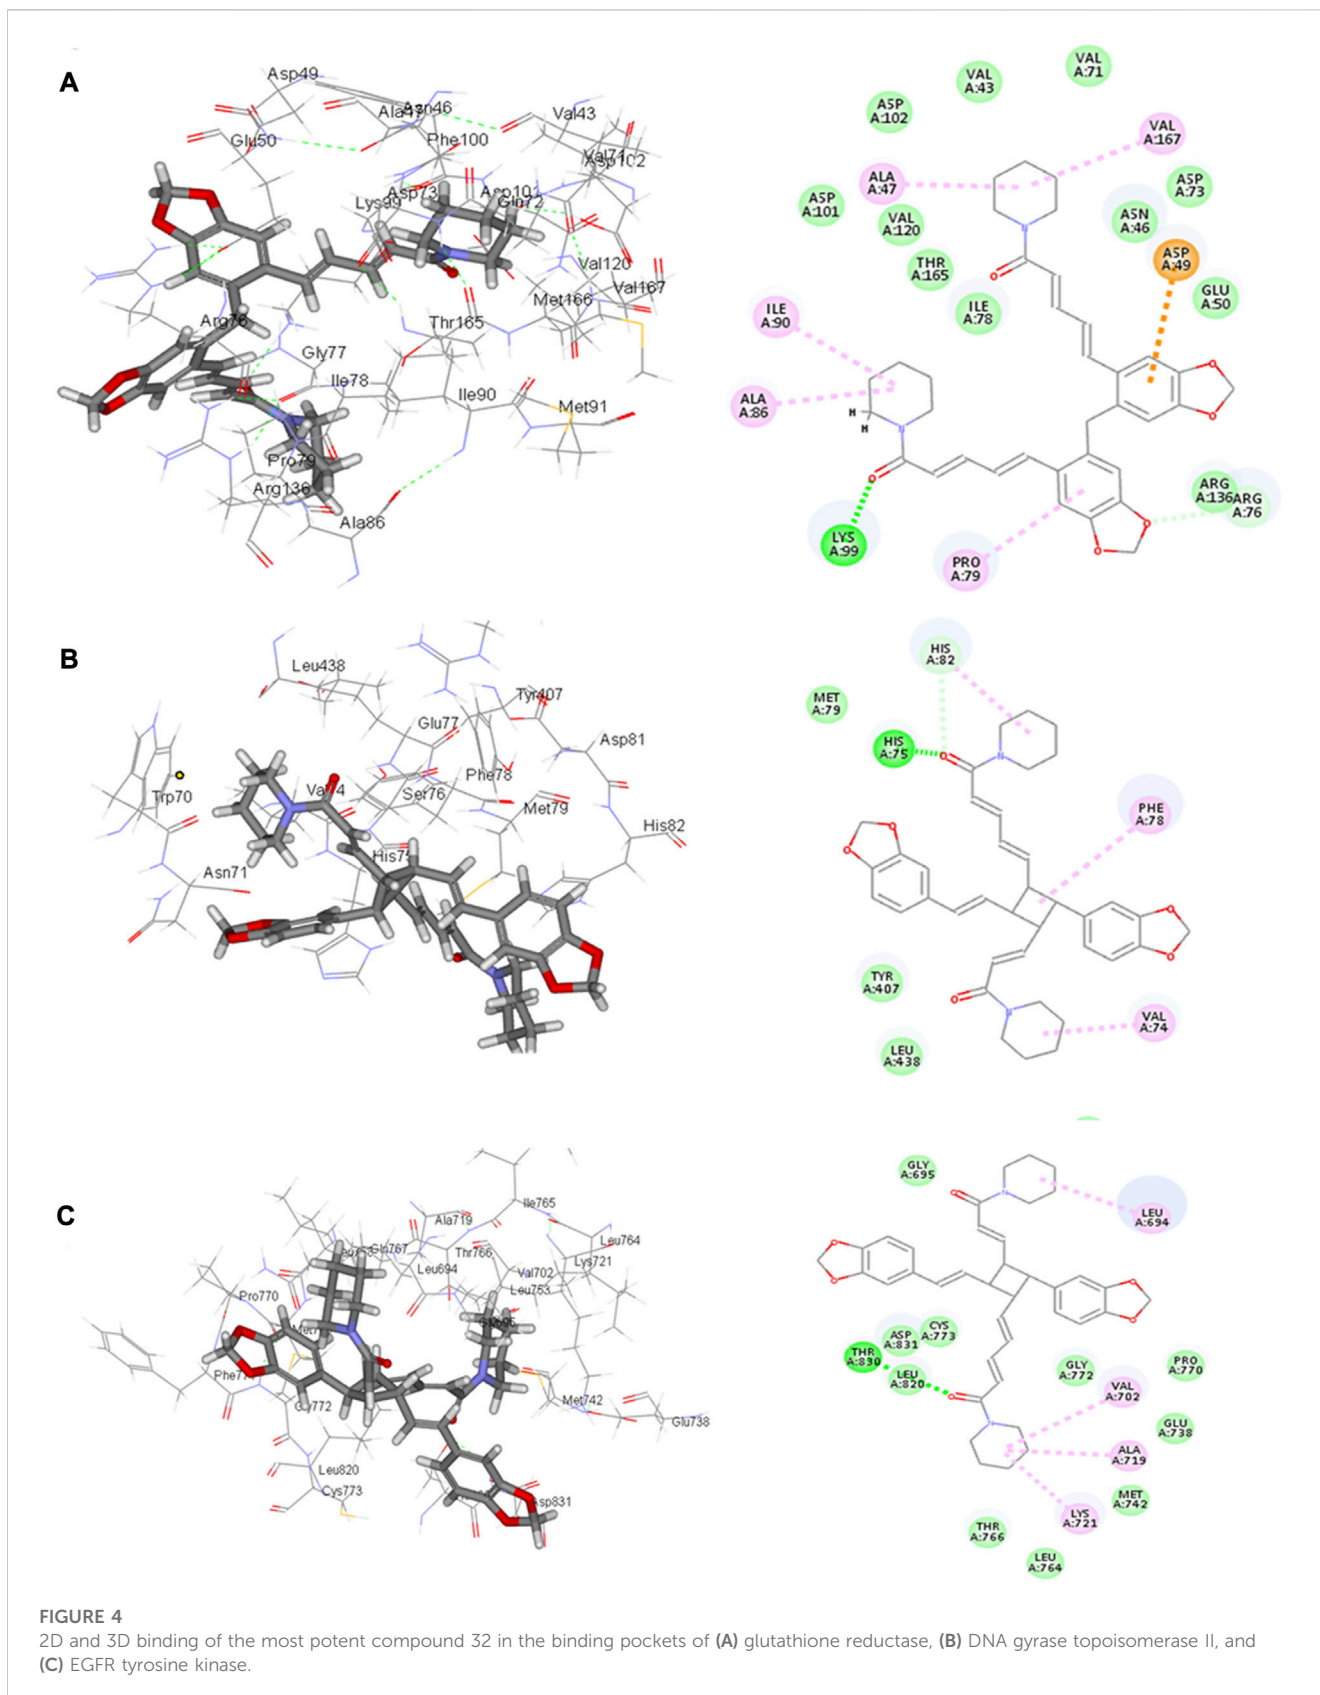 A
Asp49
Asn46
Val43
Glu50
Phe100
Asp102
Asp73
Lys99
Gln72
Val120
Val167
Met166
Arg76
Thr165
Gly77
Ile78
Ile90
Met91
Pro79
Arg136
Ala86
VAL
A:71
VAL
A:43
ASP
A:102
VAL
A:167
ALA
A:47
ASP
A:73
ASP
A:101
VAL
A:120
ASN
A:46
THR
A:165
ASP
A:49
GLU
A:50
ILE
A:90
ILE
A:78
ALA
A:86
H
H
N
O
N
O
O
O
O
O
ARG
A:136
ARG
A:76
LYS
A:99
PRO
A:79
B
Leu438
Tyr407
Glu77
Asp81
Phe78
Trp70
Ser76
Met79
His82
Asn71
HIS
A:82
MET
A:79
HIS
A:75
O
N
PHE
A:78
O
O
O
O
TYR
A:407
O
N
VAL
A:74
LEU
A:438
C
Ile765
Ala719
Gln767
Thr766
Leu764
Leu694
Lys721
Val702
Leu753
Pro770
Met742
Glu738
Leu820
Cys773
Asp831
GLY
A:695
O
N
LEU
A:694
O
O
O
O
CYS
A:773
ASP
A:831
THR
A:830
LEU
A:820
GLY
A:772
PRO
A:770
VAL
A:702
O
N
GLU
A:738
ALA
A:719
MET
A:742
LYS
A:721
THR
A:766
LEU
A:764
FIGURE 4
2D and 3D binding of the most potent compound 32 in the binding pockets of (A) glutathione reductase, (B) DNA gyrase topoisomerase II, and
(C) EGFR tyrosine kinase.